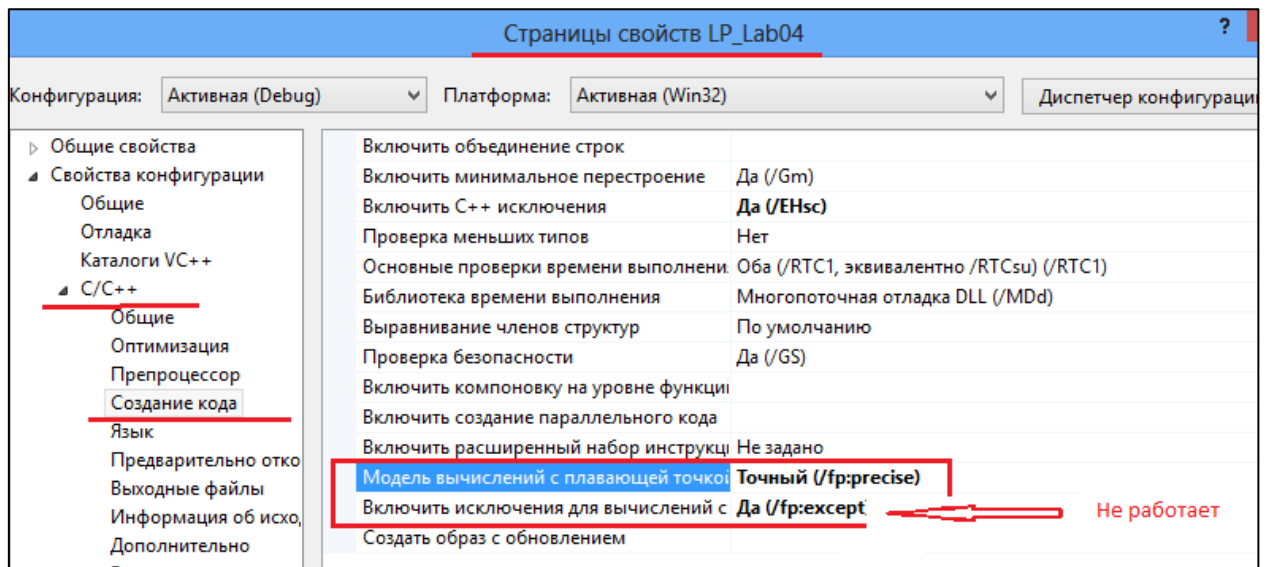 Страницы свойств LP_Lab04 ?
Конфигурация: Активная (Debug) Платформа: Активная (Win32) Диспетчер конфигураци
Общие свойства
Свойства конфигурации
Общие
Отладка
Каталоги VC++
C/C++
Общие
Оптимизация
Препроцессор
Создание кода
Язык
Предварительно отко
Выходные файлы
Информация об исхо
Дополнительно
Включить объединение строк
Включить минимальное перестроение Да (/Gm)
Включить C++ исключения Да (/EHsc)
Проверка меньших типов Нет
Основные проверки времени выполнени Оба (/RTC1, эквивалентно /RTCsu) (/RTC1)
Библиотека времени выполнения Многопоточная отладка DLL (/MDd)
Выравнивание членов структур По умолчанию
Проверка безопасности Да (/GS)
Включить компоновку на уровне функци
Включить создание параллельного кода
Включить расширенный набор инструкц Не задано
Модель вычислений с плавающей точкой Точный (/fp:precise)
Включить исключения для вычислений с Да (/fp:except) Не работает
Создать образ с обновлением